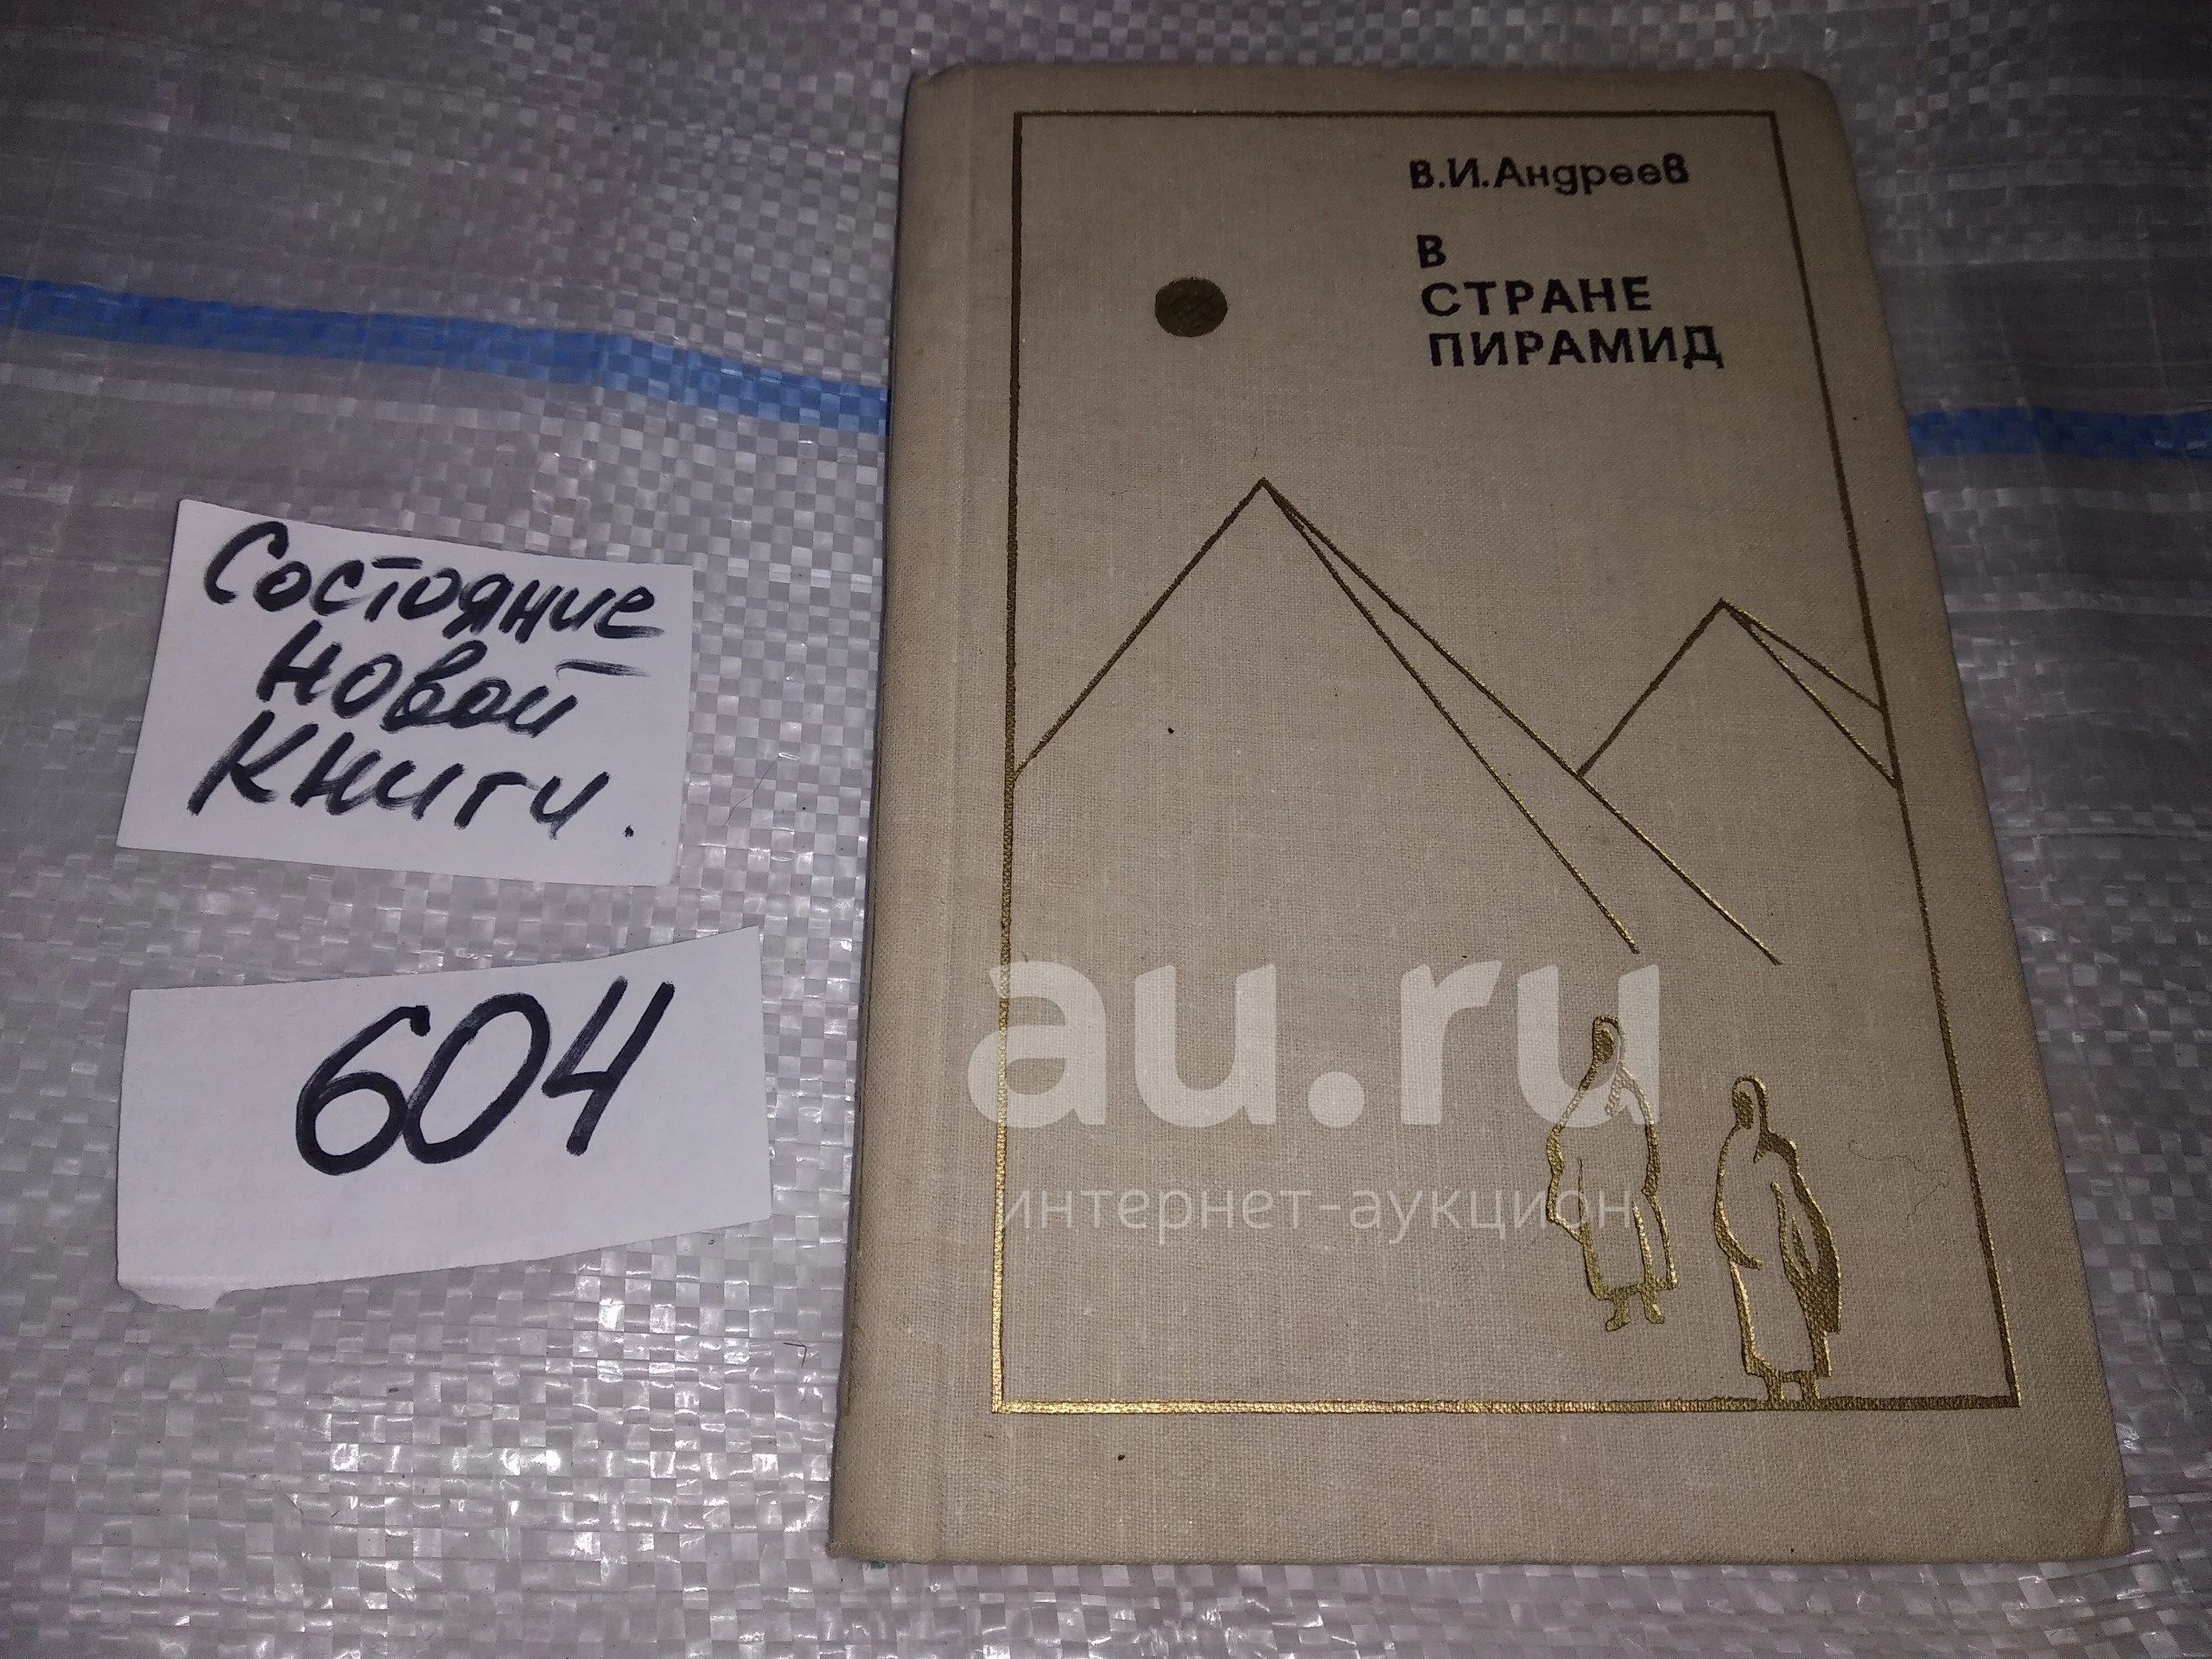 В.И.Андреев
В
СТРАНЕ
ПИРАМИД
Состояние
новой
книги.
604
au.ru
интернет-аукцион